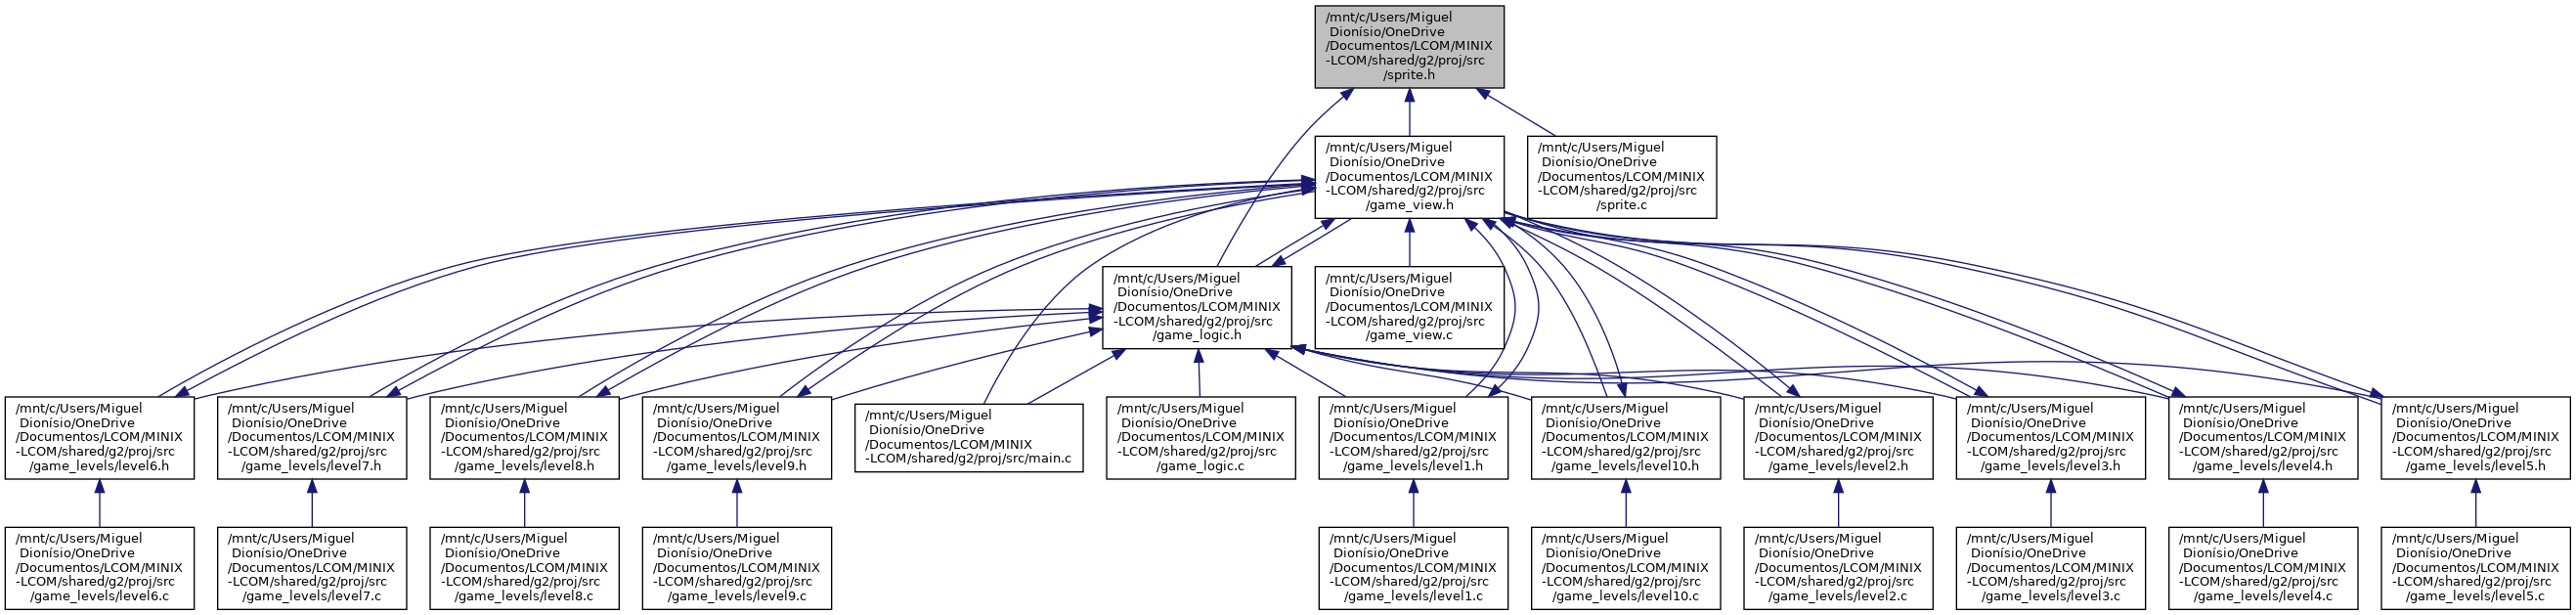 /mnt/c/Users/Miguel
Dionísio/OneDrive
/Documentos/LCOM/MINIX
-LCOM/shared/g2/proj/src
/sprite.h
/mnt/c/Users/Miguel
Dionísio/OneDrive
/Documentos/LCOM/MINIX
-LCOM/shared/g2/proj/src
/game_view.h
/mnt/c/Users/Miguel
Dionísio/OneDrive
/Documentos/LCOM/MINIX
-LCOM/shared/g2/proj/src
/sprite.c
/mnt/c/Users/Miguel
Dionísio/OneDrive
/Documentos/LCOM/MINIX
-LCOM/shared/g2/proj/src
/game_logic.h
/mnt/c/Users/Miguel
Dionísio/OneDrive
/Documentos/LCOM/MINIX
-LCOM/shared/g2/proj/src
/game_view.c
/mnt/c/Users/Miguel
Dionísio/OneDrive
/Documentos/LCOM/MINIX
-LCOM/shared/g2/proj/src
/game_levels/level6.h
/mnt/c/Users/Miguel
Dionísio/OneDrive
/Documentos/LCOM/MINIX
-LCOM/shared/g2/proj/src
/game_levels/level7.h
/mnt/c/Users/Miguel
Dionísio/OneDrive
/Documentos/LCOM/MINIX
-LCOM/shared/g2/proj/src
/game_levels/level8.h
/mnt/c/Users/Miguel
Dionísio/OneDrive
/Documentos/LCOM/MINIX
-LCOM/shared/g2/proj/src
/game_levels/level9.h
/mnt/c/Users/Miguel
Dionísio/OneDrive
/Documentos/LCOM/MINIX
-LCOM/shared/g2/proj/src/main.c
/mnt/c/Users/Miguel
Dionísio/OneDrive
/Documentos/LCOM/MINIX
-LCOM/shared/g2/proj/src
/game_logic.c
/mnt/c/Users/Miguel
Dionísio/OneDrive
/Documentos/LCOM/MINIX
-LCOM/shared/g2/proj/src
/game_levels/level1.h
/mnt/c/Users/Miguel
Dionísio/OneDrive
/Documentos/LCOM/MINIX
-LCOM/shared/g2/proj/src
/game_levels/level10.h
/mnt/c/Users/Miguel
Dionísio/OneDrive
/Documentos/LCOM/MINIX
-LCOM/shared/g2/proj/src
/game_levels/level2.h
/mnt/c/Users/Miguel
Dionísio/OneDrive
/Documentos/LCOM/MINIX
-LCOM/shared/g2/proj/src
/game_levels/level3.h
/mnt/c/Users/Miguel
Dionísio/OneDrive
/Documentos/LCOM/MINIX
-LCOM/shared/g2/proj/src
/game_levels/level4.h
/mnt/c/Users/Miguel
Dionísio/OneDrive
/Documentos/LCOM/MINIX
-LCOM/shared/g2/proj/src
/game_levels/level5.h
/mnt/c/Users/Miguel
Dionísio/OneDrive
/Documentos/LCOM/MINIX
-LCOM/shared/g2/proj/src
/game_levels/level6.c
/mnt/c/Users/Miguel
Dionísio/OneDrive
/Documentos/LCOM/MINIX
-LCOM/shared/g2/proj/src
/game_levels/level7.c
/mnt/c/Users/Miguel
Dionísio/OneDrive
/Documentos/LCOM/MINIX
-LCOM/shared/g2/proj/src
/game_levels/level8.c
/mnt/c/Users/Miguel
Dionísio/OneDrive
/Documentos/LCOM/MINIX
-LCOM/shared/g2/proj/src
/game_levels/level9.c
/mnt/c/Users/Miguel
Dionísio/OneDrive
/Documentos/LCOM/MINIX
-LCOM/shared/g2/proj/src
/game_levels/level1.c
/mnt/c/Users/Miguel
Dionísio/OneDrive
/Documentos/LCOM/MINIX
-LCOM/shared/g2/proj/src
/game_levels/level10.c
/mnt/c/Users/Miguel
Dionísio/OneDrive
/Documentos/LCOM/MINIX
-LCOM/shared/g2/proj/src
/game_levels/level2.c
/mnt/c/Users/Miguel
Dionísio/OneDrive
/Documentos/LCOM/MINIX
-LCOM/shared/g2/proj/src
/game_levels/level3.c
/mnt/c/Users/Miguel
Dionísio/OneDrive
/Documentos/LCOM/MINIX
-LCOM/shared/g2/proj/src
/game_levels/level4.c
/mnt/c/Users/Miguel
Dionísio/OneDrive
/Documentos/LCOM/MINIX
-LCOM/shared/g2/proj/src
/game_levels/level5.c